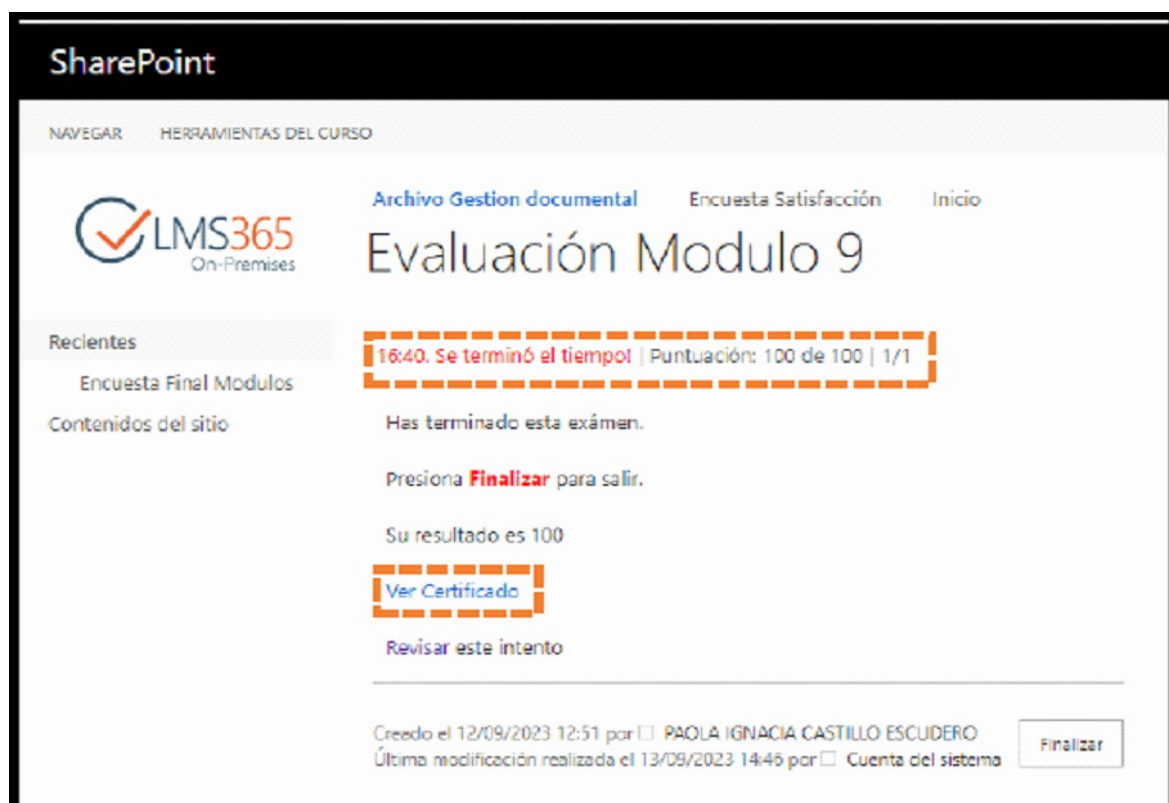 SharePoint
NAVEGAR HERRAMIENTAS DEL CURSO
LMS365
On-Premises
Archivo Gestion documental Encuesta Satisfacción Inicio
Evaluación Modulo 9
Recientes
Encuesta Final Modulos
Contenidos del sitio
16:40. Se terminó el tiempo! | Puntuación: 100 de 100 | 1/1
Has terminado esta exámen.
Presiona Finalizar para salir.
Su resultado es 100
Ver Certificado
Revisar este intento
Creado el 12/09/2023 12:51 por PAOLA IGNACIA CASTILLO ESCUDERO
Última modificación realizada el 13/09/2023 14:46 por Cuenta del sistema
Finalizar